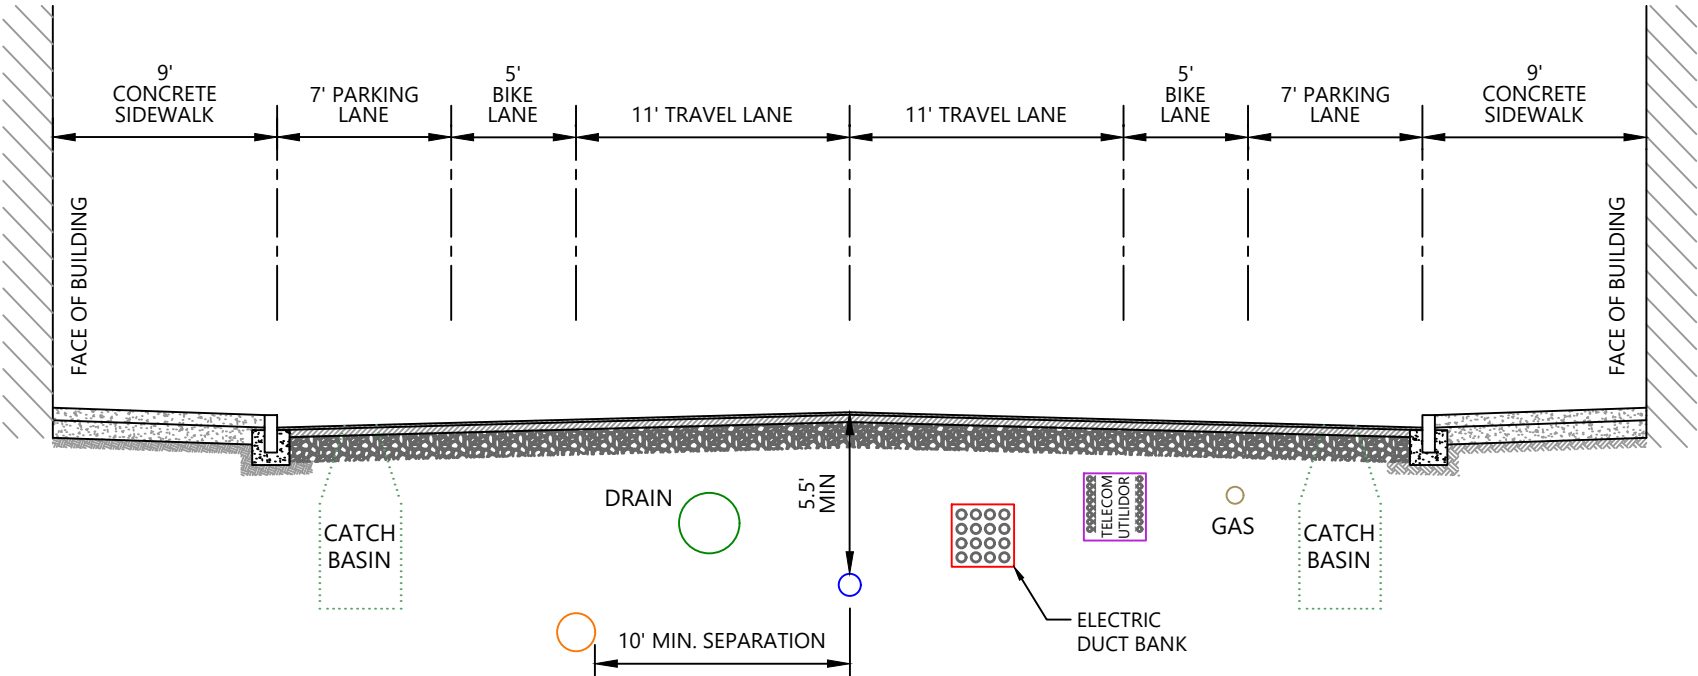 9'
CONCRETE
SIDEWALK
7' PARKING
LANE
5'
BIKE
LANE
11' TRAVEL LANE
11' TRAVEL LANE
5'
BIKE
LANE
7' PARKING
LANE
9'
CONCRETE
SIDEWALK
FACE OF BUILDING
FACE OF BUILDING
CATCH
BASIN
DRAIN
5.5'
MIN
TELECOM
UTILIDOR
GAS
CATCH
BASIN
10' MIN. SEPARATION
ELECTRIC
DUCT BANK